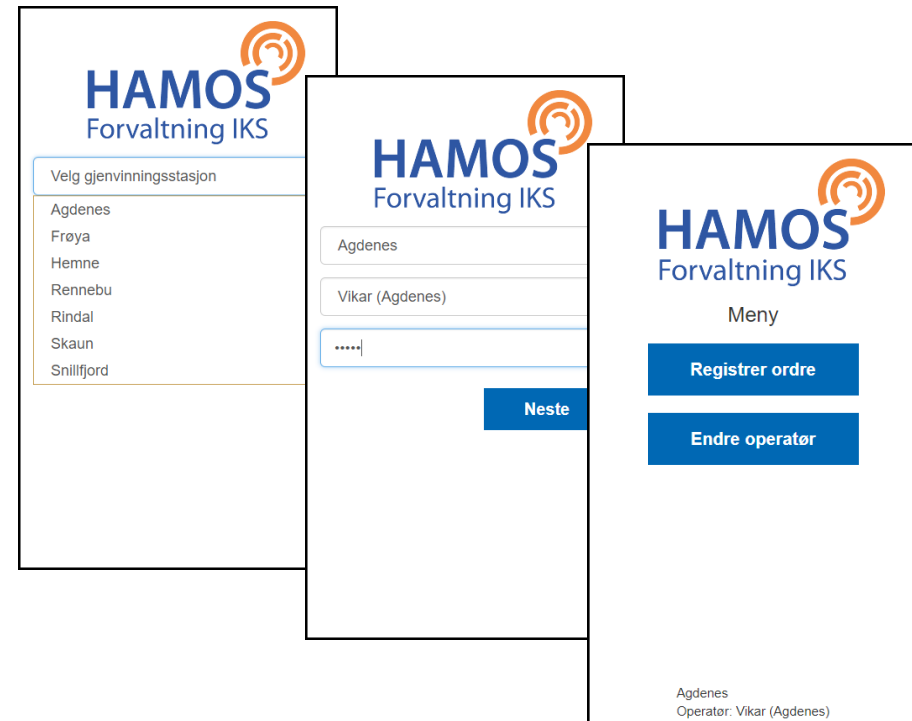 HAMOS
Forvaltning IKS
Velg gjenvinningsstasjon
Agdenes
Frøya
Hemne
Rennebu
Rindal
Skaun
Snillfjord
HAMOS
Forvaltning IKS
Agdenes
Vikar (Agdenes)
•••••
Neste
HAMOS
Forvaltning IKS
Meny
Registrer ordre
Endre operatør
Agdenes
Operatør: Vikar (Agdenes)